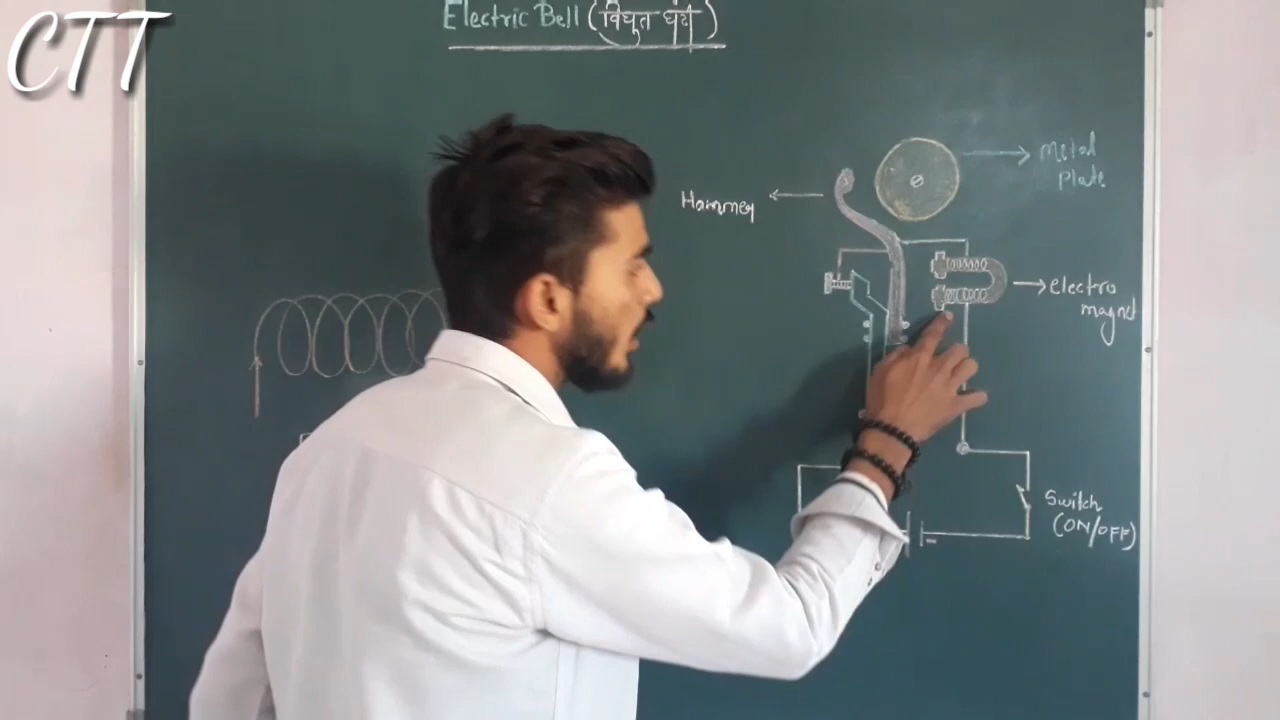 CTT
Electric Bell (विद्युत घंटी)
Metal
Plate
Hammer
Electro
magnet
Switch
(ON/OFF)